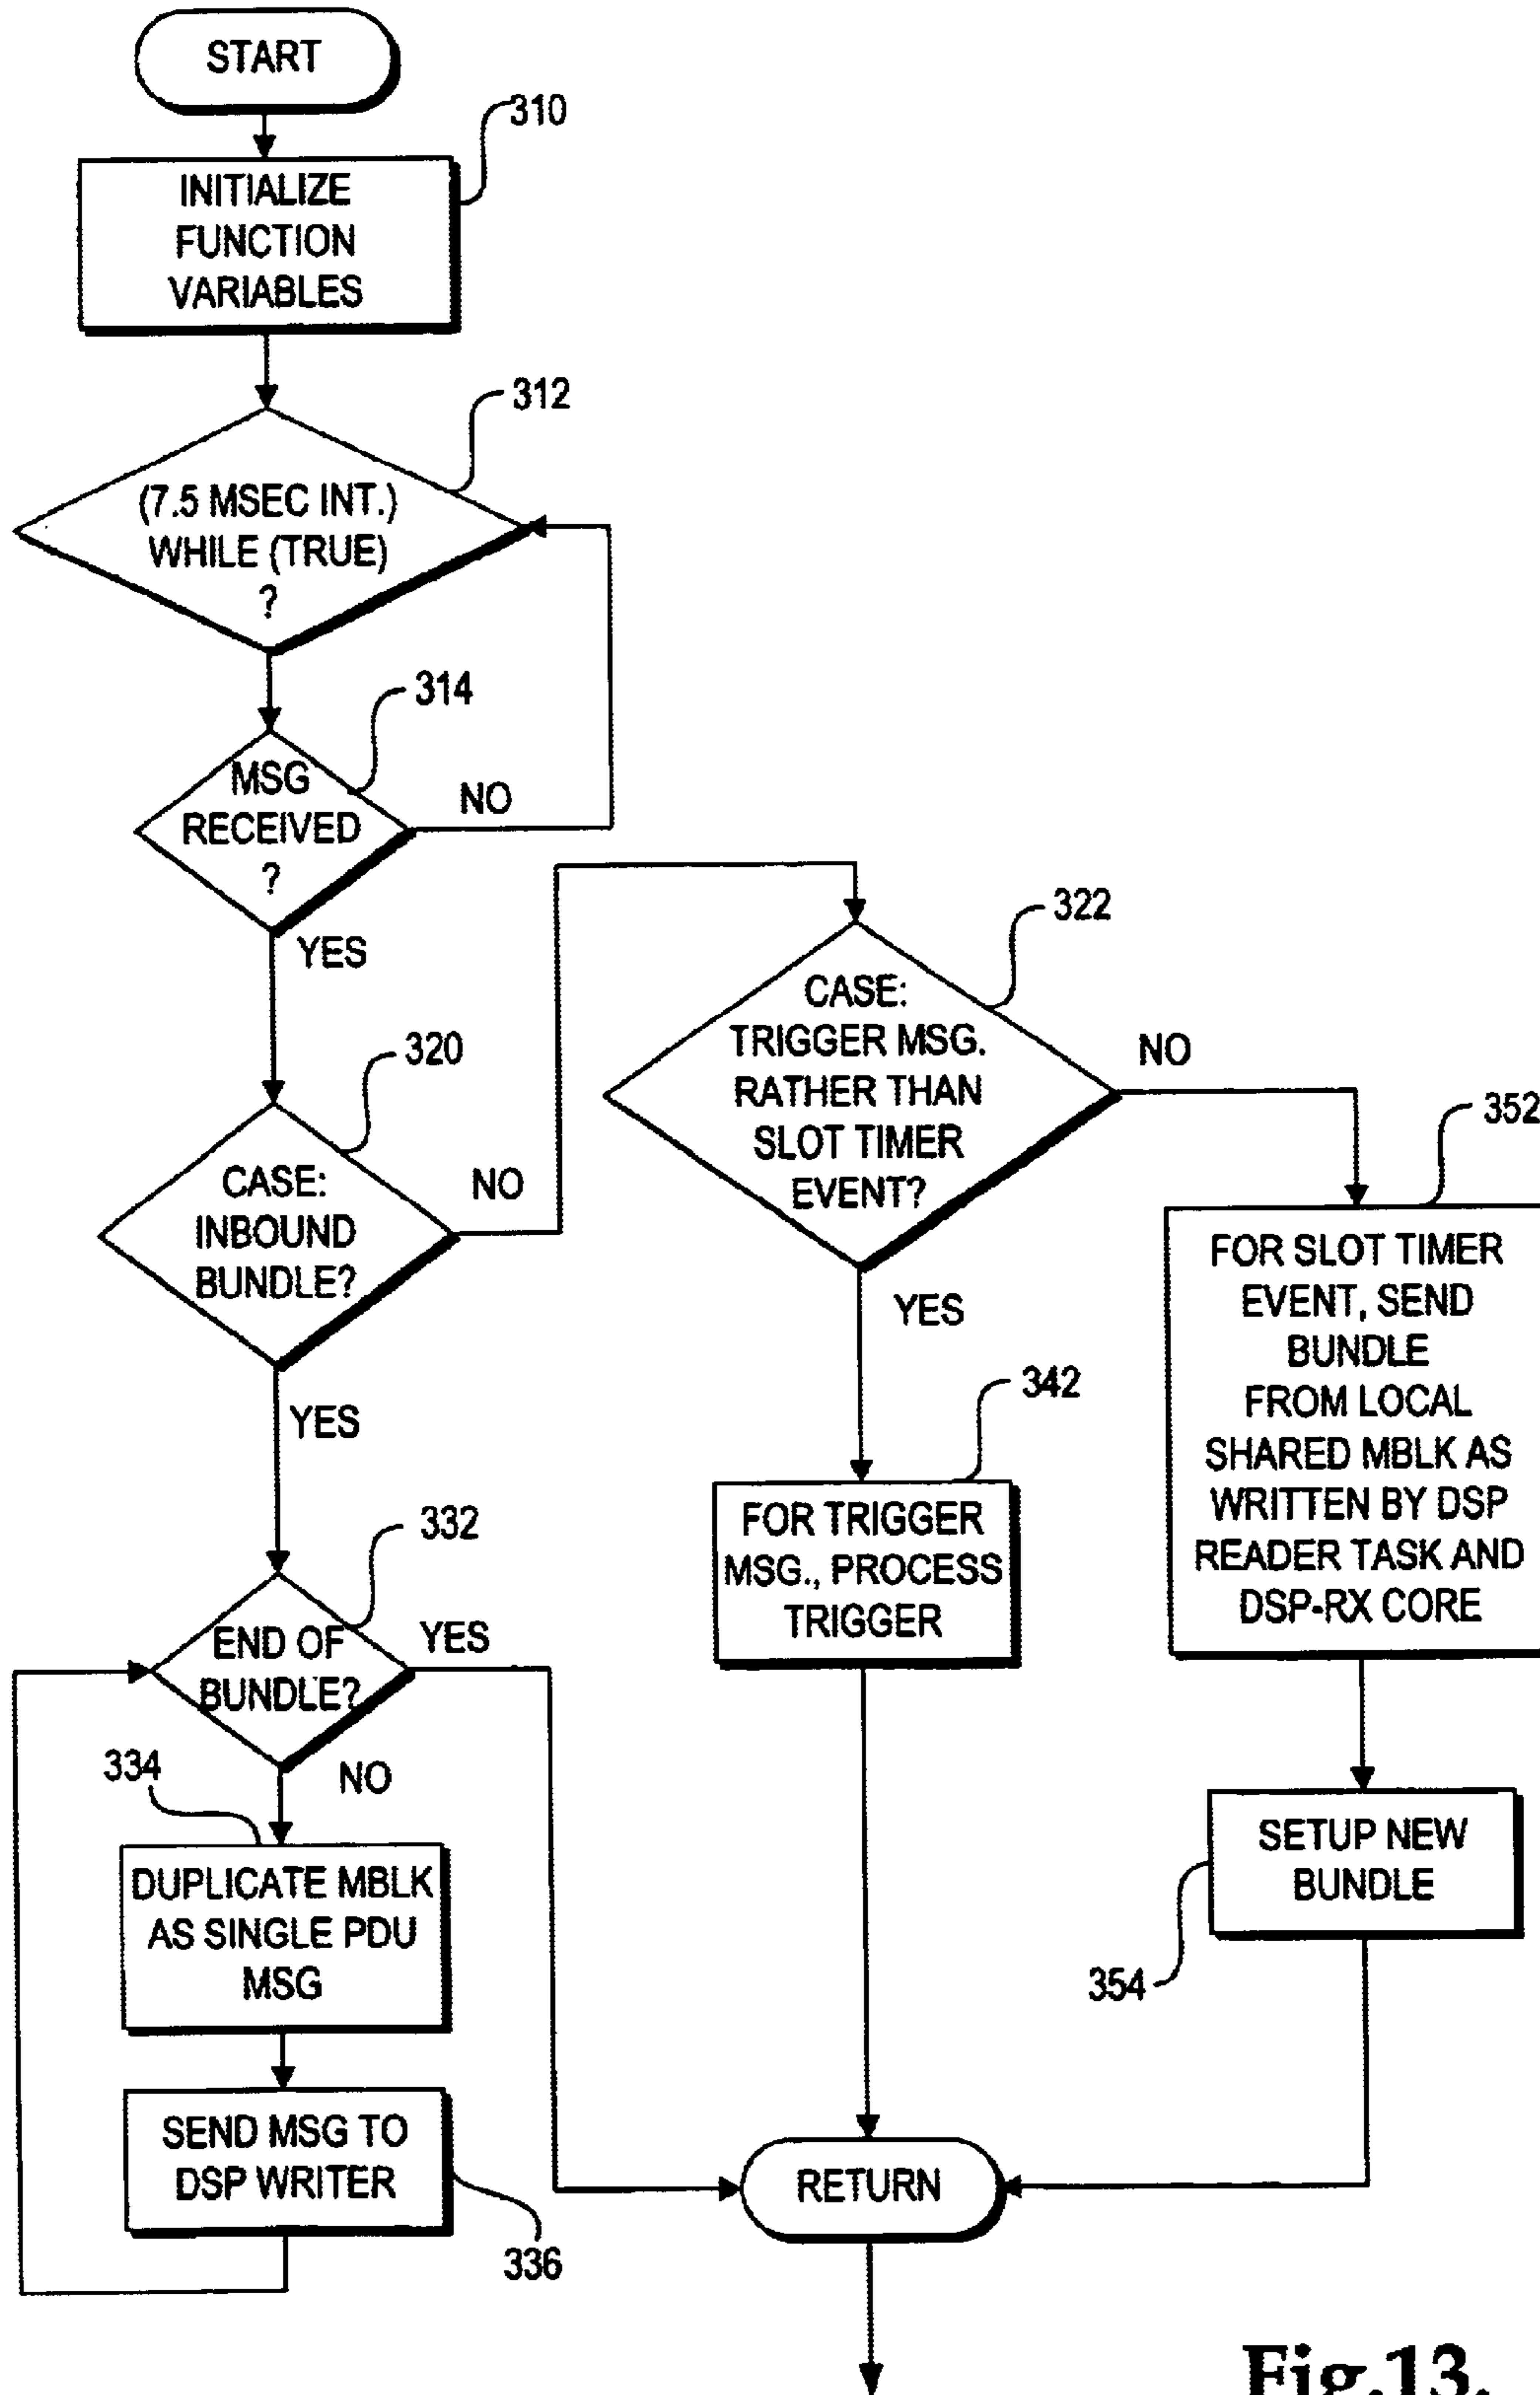 START
310
INITIALIZE
FUNCTION
VARIABLES
312
(7.5 MSEC INT.)
WHILE (TRUE)
?
314
MSG
RECEIVED
?
NO
YES
320
CASE:
INBOUND
BUNDLE?
NO
YES
322
CASE:
TRIGGER MSG.
RATHER THAN
SLOT TIMER
EVENT?
NO
YES
352
FOR SLOT TIMER
EVENT, SEND
BUNDLE
FROM LOCAL
SHARED MBLK AS
WRITTEN BY DSP
READER TASK AND
DSP-RX CORE
342
FOR TRIGGER
MSG., PROCESS
TRIGGER
332
END OF
BUNDLE?
YES
NO
334
DUPLICATE MBLK
AS SINGLE PDU
MSG
SEND MSG TO
DSP WRITER
336
SETUP NEW
BUNDLE
354
RETURN
Fig.13.